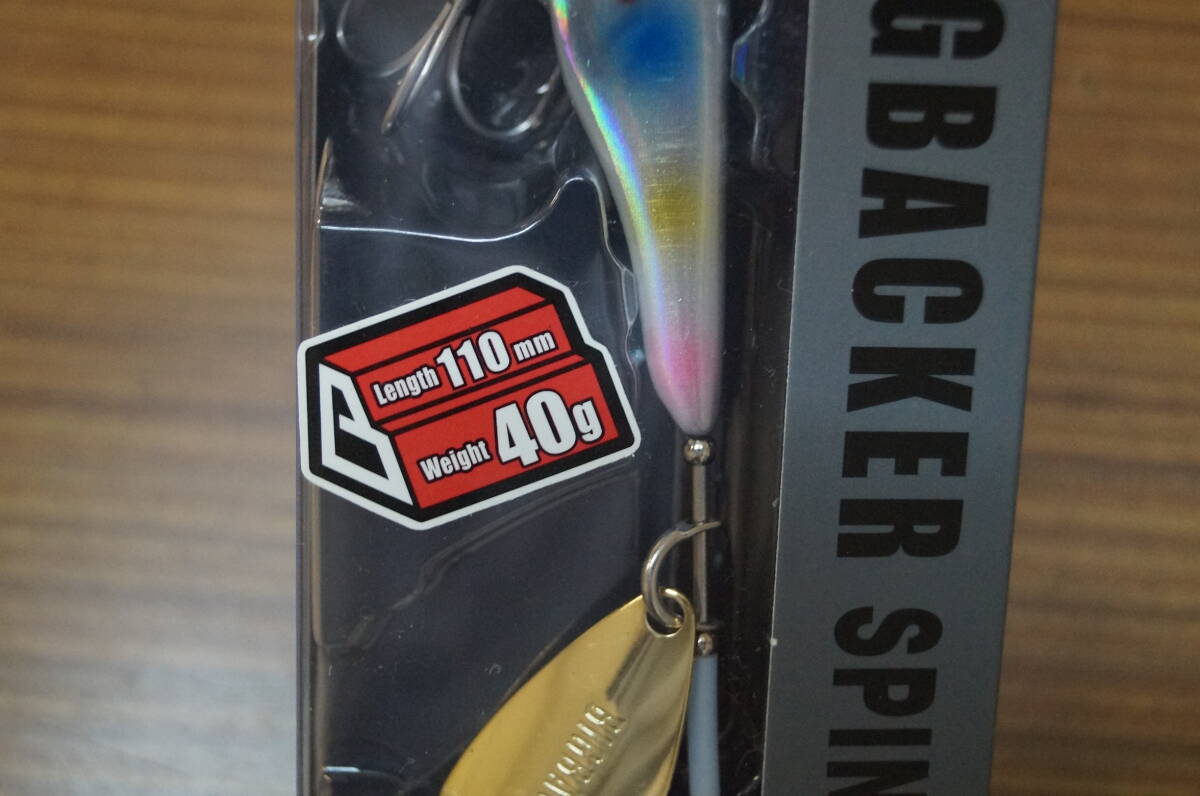 Length 110 mm
Weight 40g
GBACKER SPIN